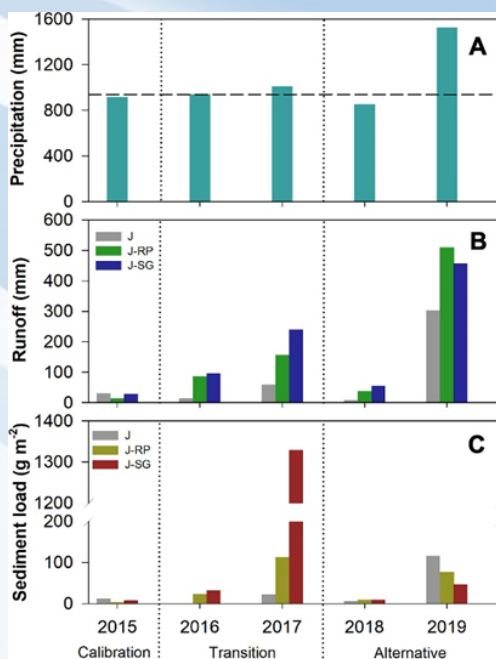 1600
1200
800
400
0
Precipitation (mm)
A
600
500
400
300
200
100
0
Runoff (mm)
J
J-RP
J-SG
B
1400
1300
1200
200
100
0
Sediment load (g m⁻²)
J
J-RP
J-SG
C
2015 2016 2017 2018 2019
Calibration Transition Alternative